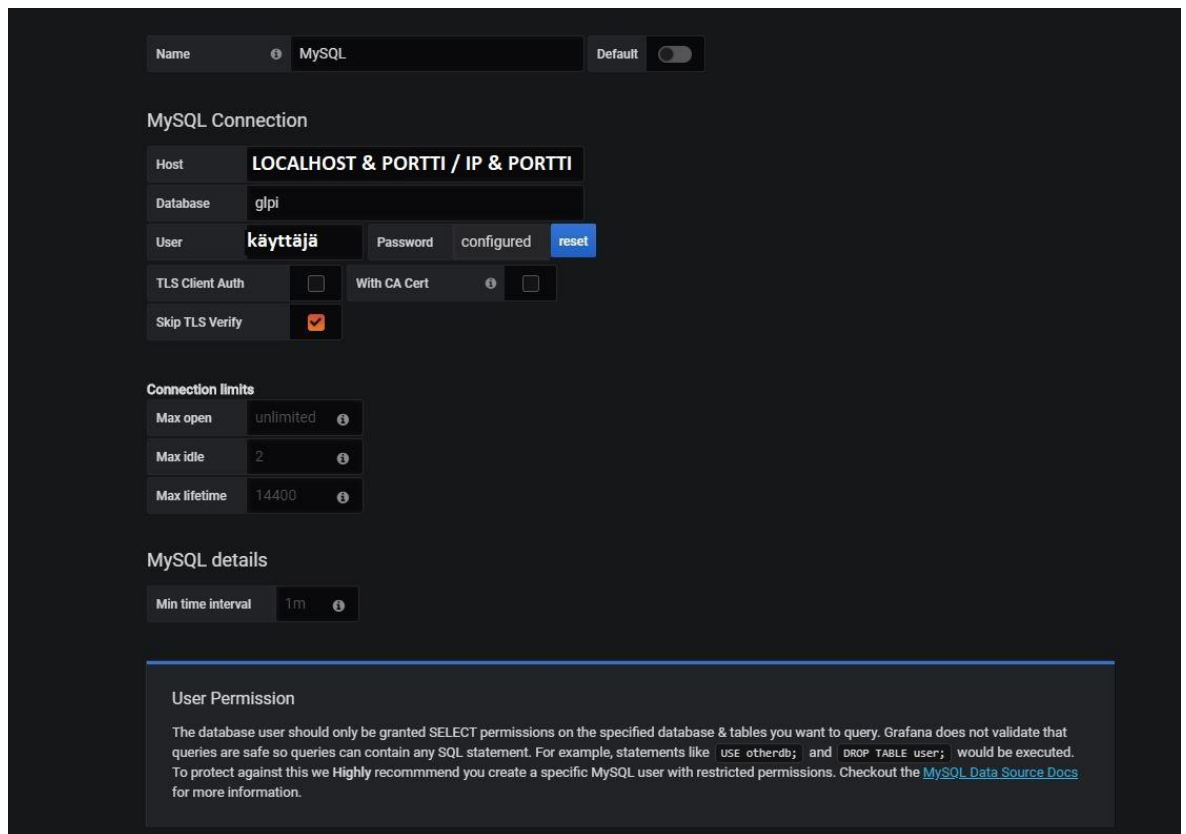 Name MySQL Default
MySQL Connection
Host LOCALHOST & PORTTI / IP & PORTTI
Database glpi
User käyttäjä Password configured reset
TLS Client Auth With CA Cert
Skip TLS Verify
Connection limits
Max open unlimited
Max idle 2
Max lifetime 14400
MySQL details
Min time interval 1m
User Permission
The database user should only be granted SELECT permissions on the specified database & tables you want to query. Grafana does not validate that
queries are safe so queries can contain any SQL statement. For example, statements like USE otherdb; and DROP TABLE user; would be executed.
To protect against this we Highly recommmend you create a specific MySQL user with restricted permissions. Checkout the MySQL Data Source Docs
for more information.